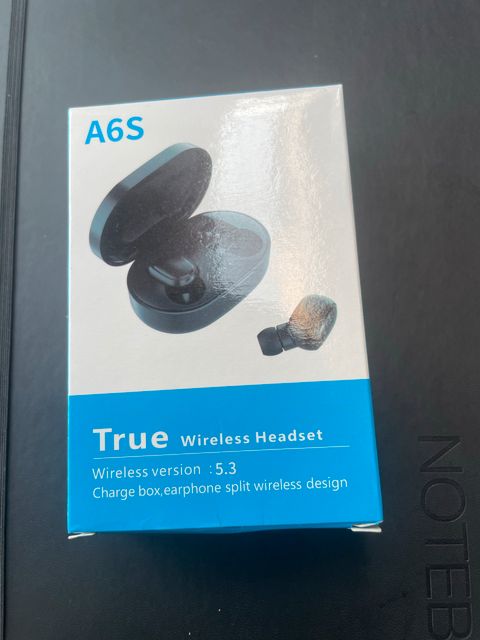 A6S
True Wireless Headset
Wireless version :5.3
Charge box,earphone split wireless design
NOTEB